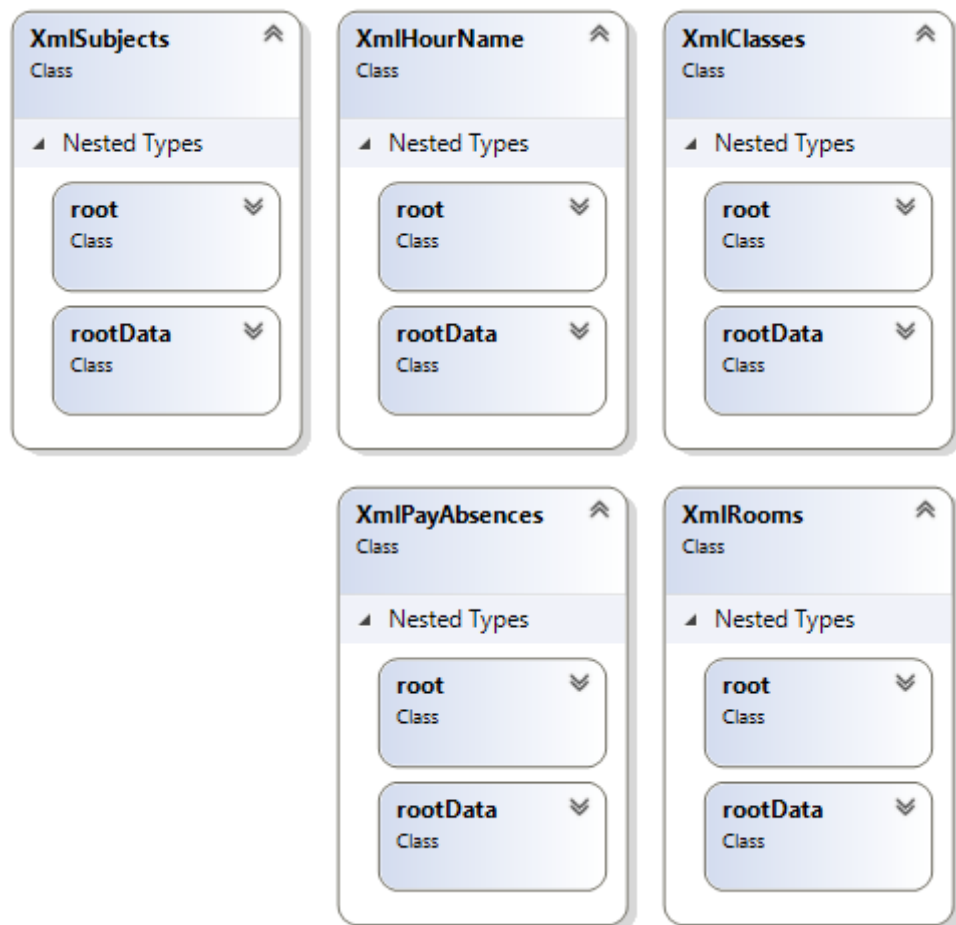 XmlSubjects
Class
Nested Types
root
Class
rootData
Class
XmlHourName
Class
Nested Types
root
Class
rootData
Class
XmlClasses
Class
Nested Types
root
Class
rootData
Class
XmlPayAbsences
Class
Nested Types
root
Class
rootData
Class
XmlRooms
Class
Nested Types
root
Class
rootData
Class